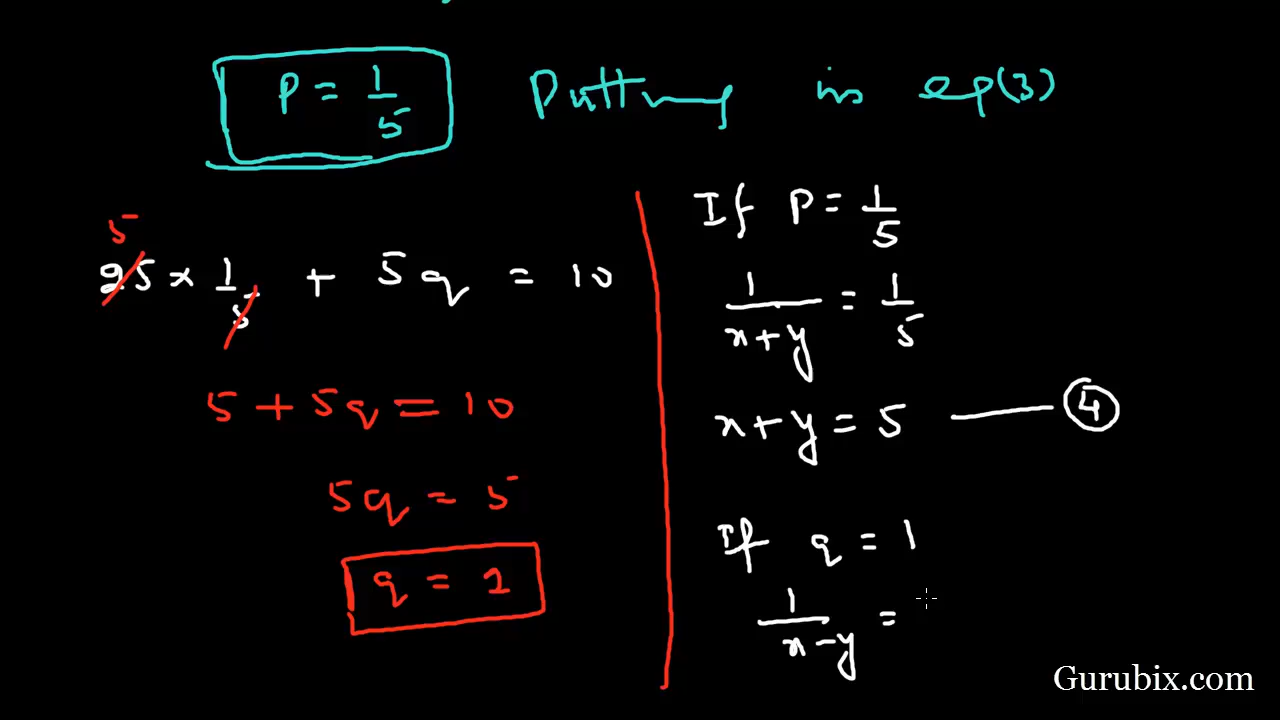 P = 1/5 Putting in eq(3)
5
25 × 1/5 + 5q = 10
5 + 5q = 10
5q = 5
q = 1
If P = 1/5
1/(x+y) = 1/5
x + y = 5 —— 4
If q = 1
1/(x-y) =
Gurubix.com